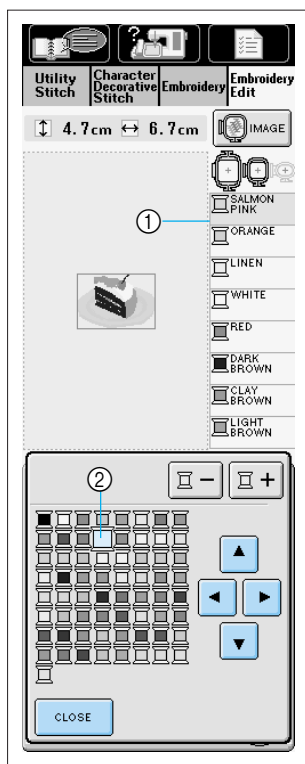 Utility
Stitch
Character
Decorative
Stitch
Embroidery
Embroidery
Edit
4.7cm ↔ 6.7cm
IMAGE
①
SALMON
PINK
ORANGE
LINEN
WHITE
RED
DARK
BROWN
CLAY
BROWN
LIGHT
BROWN
②
−
+
CLOSE